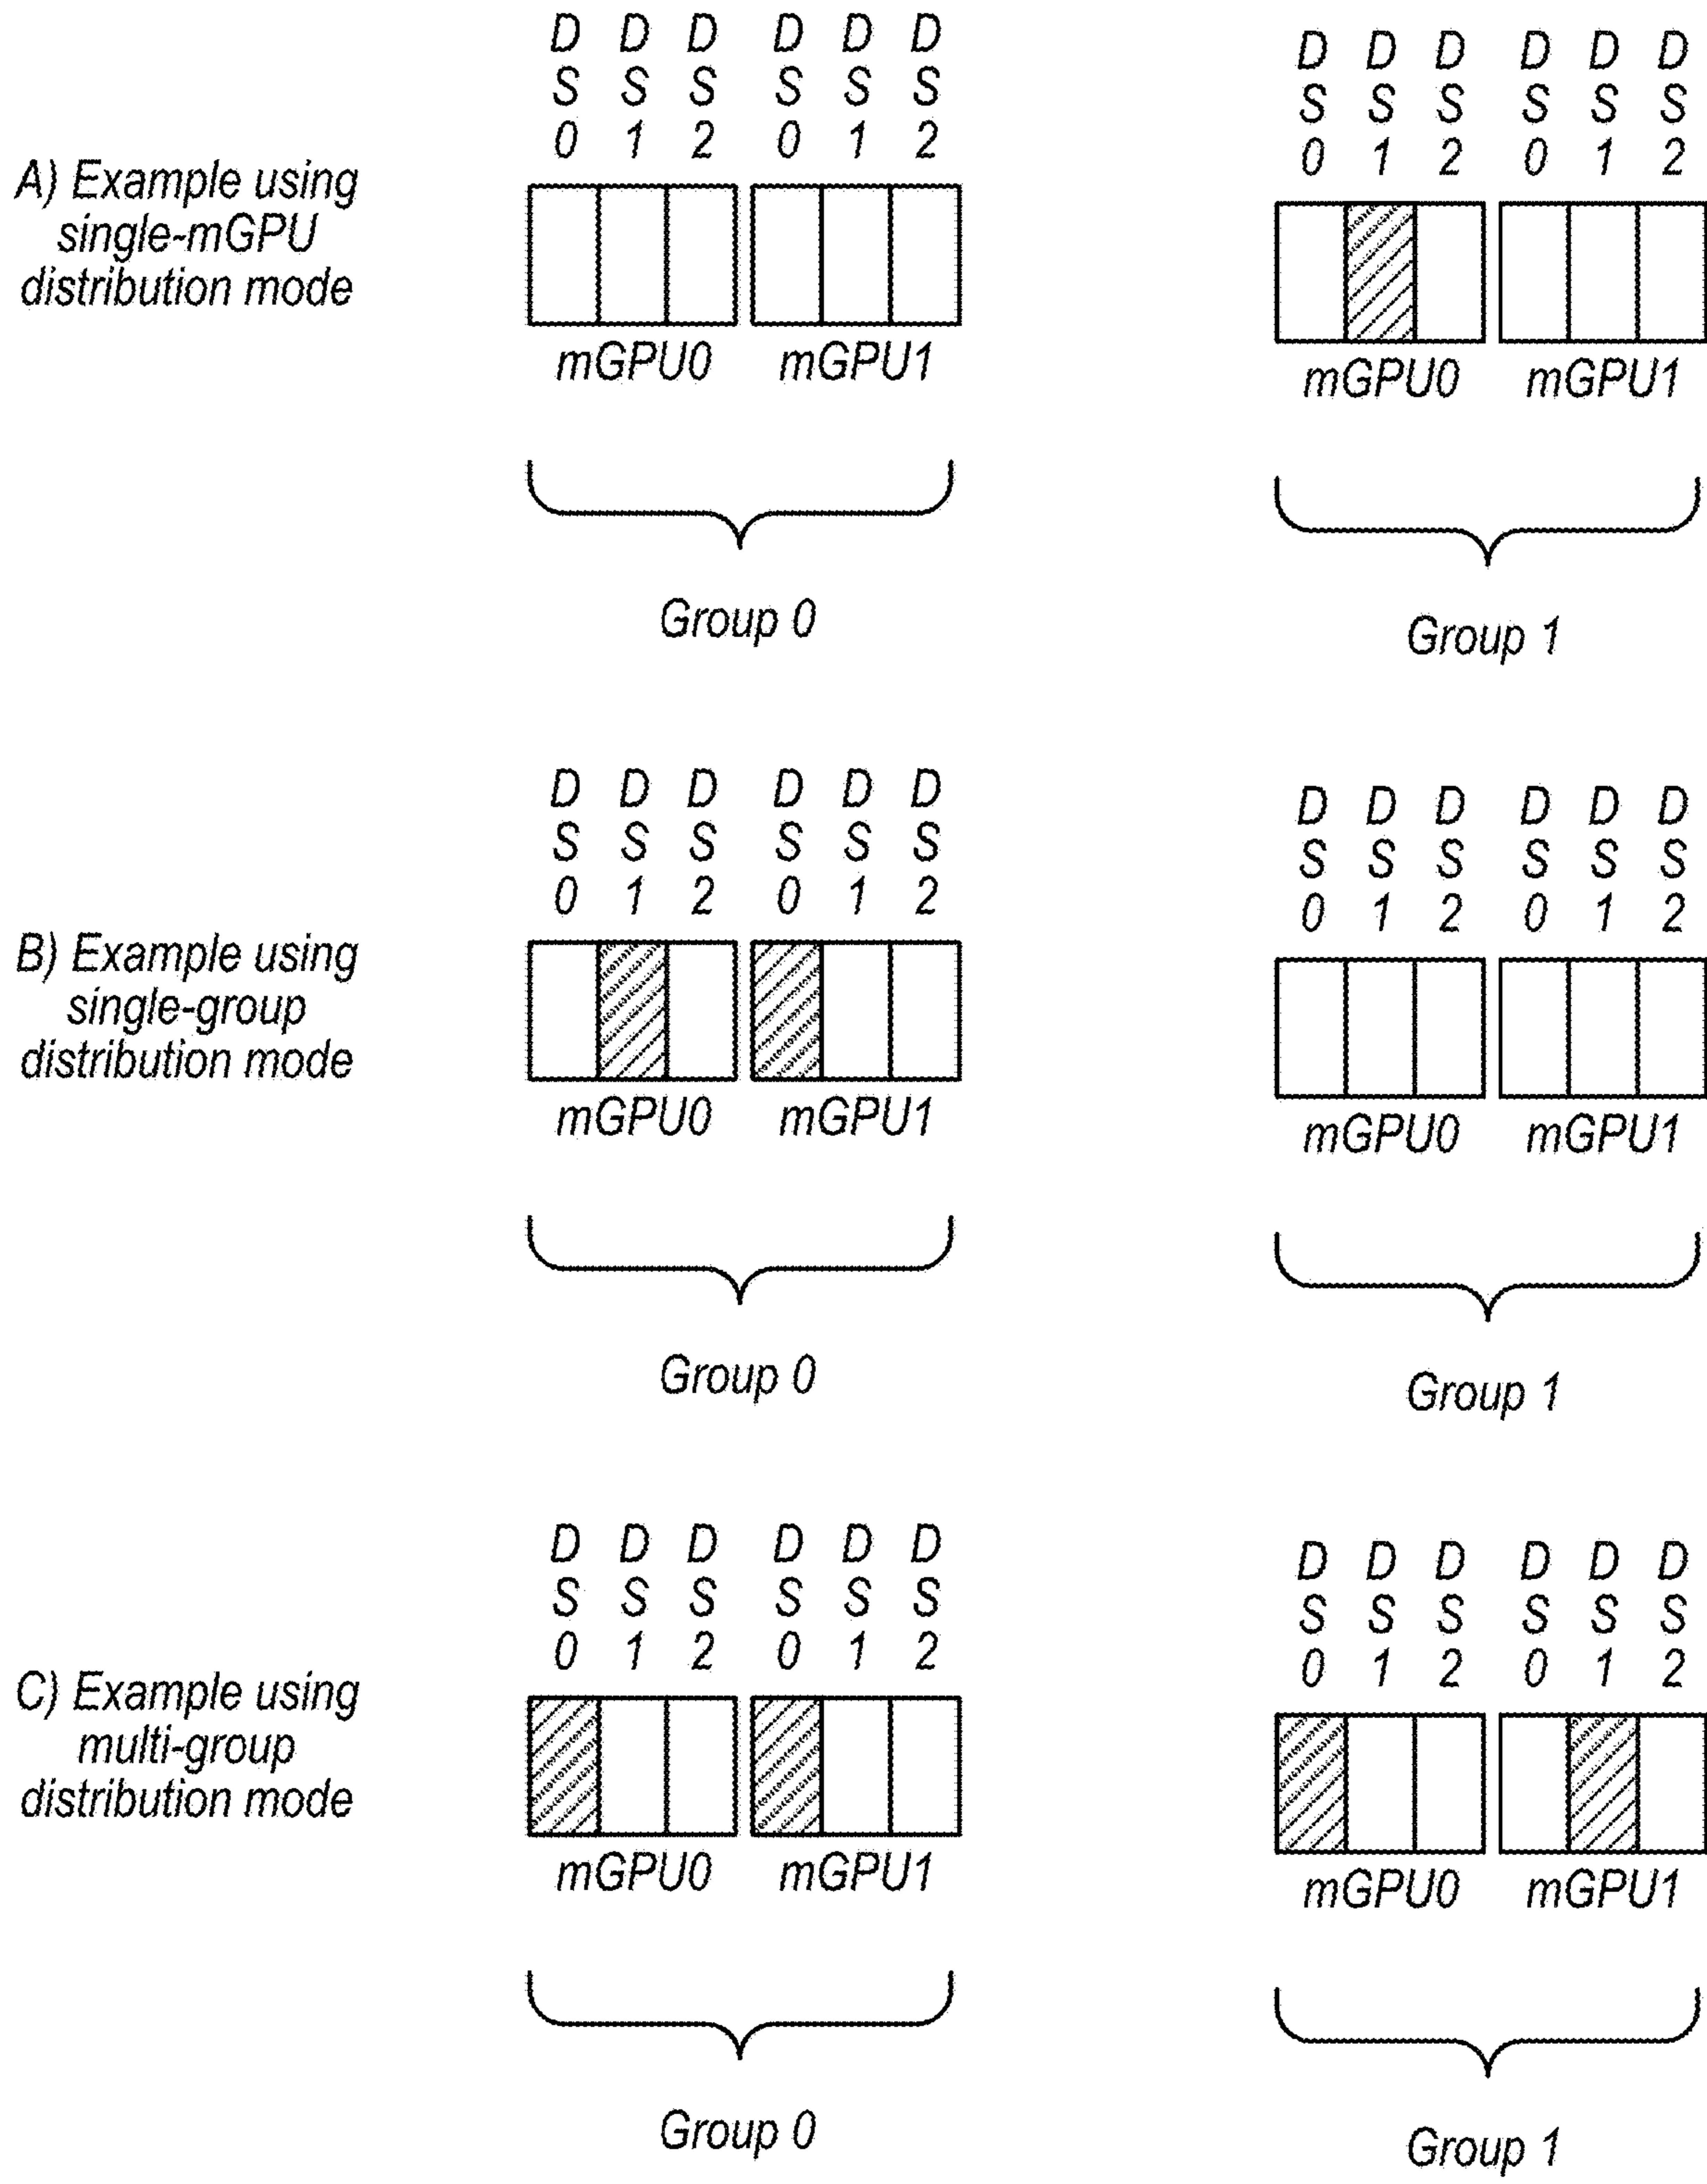 D D D D D D
S S S S S S
0 1 2 0 1 2
D D D D D D
S S S S S S
0 1 2 0 1 2
A) Example using
single-mGPU
distribution mode
mGPU0 mGPU1
mGPU0 mGPU1
Group 0
Group 1
D D D D D D
S S S S S S
0 1 2 0 1 2
D D D D D D
S S S S S S
0 1 2 0 1 2
B) Example using
single-group
distribution mode
mGPU0 mGPU1
mGPU0 mGPU1
Group 0
Group 1
D D D D D D
S S S S S S
0 1 2 0 1 2
D D D D D D
S S S S S S
0 1 2 0 1 2
C) Example using
multi-group
distribution mode
mGPU0 mGPU1
mGPU0 mGPU1
Group 0
Group 1